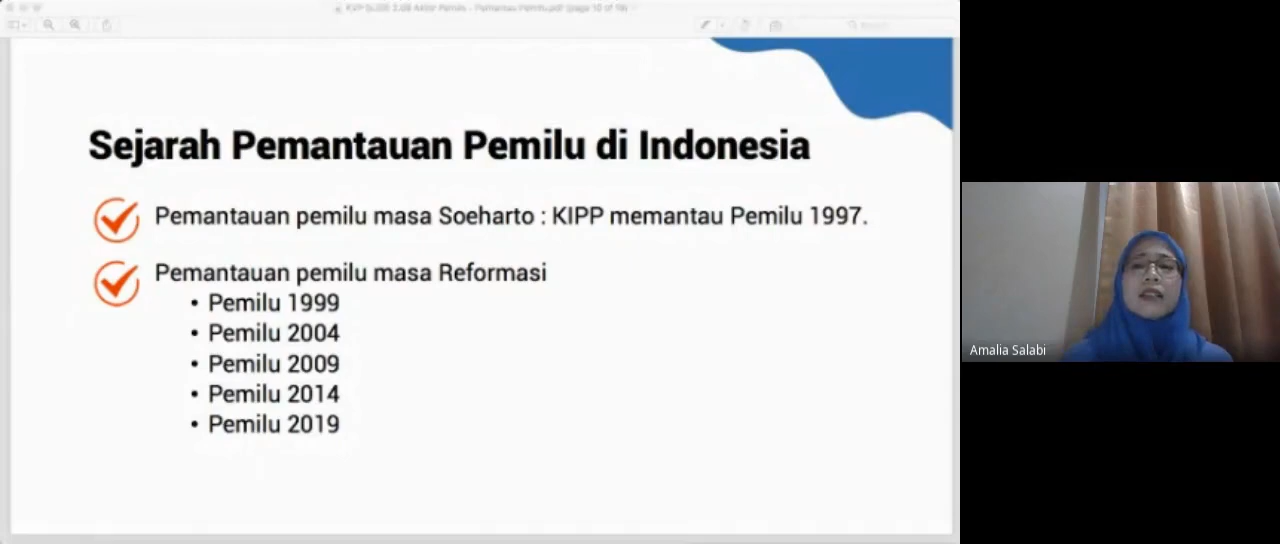 Sejarah Pemantauan Pemilu di Indonesia
Pemantauan pemilu masa Soeharto : KIPP memantau Pemilu 1997.
Pemantauan pemilu masa Reformasi
• Pemilu 1999
• Pemilu 2004
• Pemilu 2009
• Pemilu 2014
• Pemilu 2019
Amalia Salabi